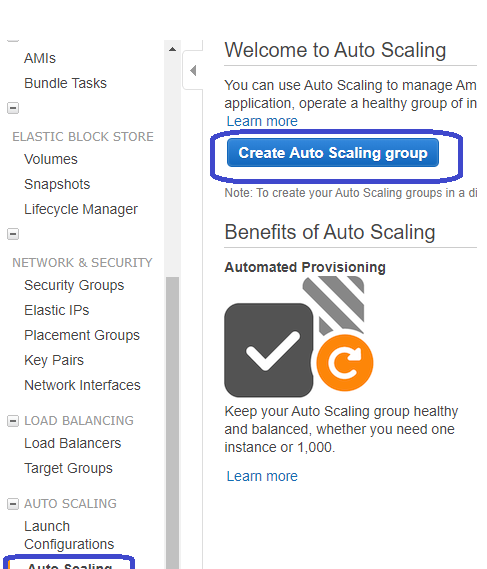 AMIs
Bundle Tasks
ELASTIC BLOCK STORE
Volumes
Snapshots
Lifecycle Manager
NETWORK & SECURITY
Security Groups
Elastic IPs
Placement Groups
Key Pairs
Network Interfaces
LOAD BALANCING
Load Balancers
Target Groups
AUTO SCALING
Launch
Configurations
Auto Scaling
Welcome to Auto Scaling
You can use Auto Scaling to manage Am
application, operate a healthy group of in
Learn more
Create Auto Scaling group
Note: To create your Auto Scaling groups in a di
Benefits of Auto Scaling
Automated Provisioning
Keep your Auto Scaling group healthy
and balanced, whether you need one
instance or 1,000.
Learn more